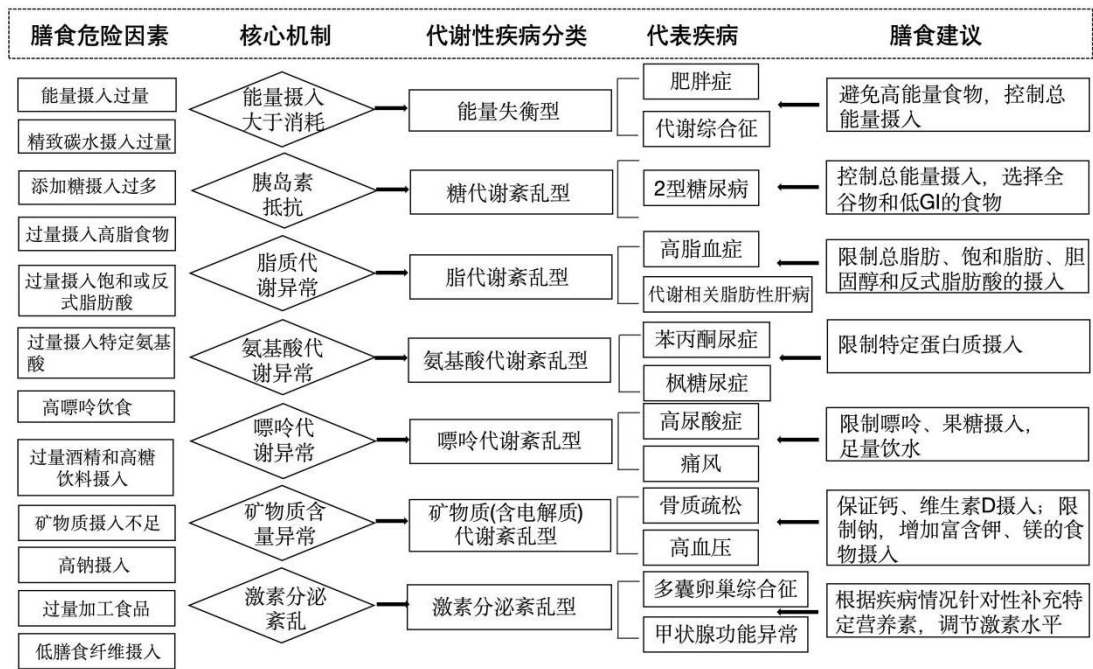 膳食危险因素
核心机制
代谢性疾病分类
代表疾病
膳食建议
能量摄入过量
精致碳水摄入过量
添加糖摄入过多
过量摄入高脂食物
过量摄入饱和或反
式脂肪酸
过量摄入特定氨基
酸
高嘌呤饮食
过量酒精和高糖
饮料摄入
矿物质摄入不足
高钠摄入
过量加工食品
低膳食纤维摄入
能量摄入
大于消耗
能量失衡型
肥胖症
代谢综合征
避免高能量食物，控制总
能量摄入
胰岛素
抵抗
糖代谢紊乱型
2型糖尿病
控制总能量摄入，选择全
谷物和低GI的食物
脂质代
谢异常
脂代谢紊乱型
高脂血症
代谢相关脂肪性肝病
限制总脂肪、饱和脂肪、胆
固醇和反式脂肪酸的摄入
氨基酸代
谢异常
氨基酸代谢紊乱型
苯丙酮尿症
枫糖尿症
限制特定蛋白质摄入
嘌呤代
谢异常
嘌呤代谢紊乱型
高尿酸症
痛风
限制嘌呤、果糖摄入，
足量饮水
矿物质含
量异常
矿物质(含电解质)
代谢紊乱型
骨质疏松
高血压
保证钙、维生素D摄入；限
制钠，增加富含钾、镁的食
物摄入
激素分泌
紊乱
激素分泌紊乱型
多囊卵巢综合征
甲状腺功能异常
根据疾病情况针对性补充特
定营养素，调节激素水平